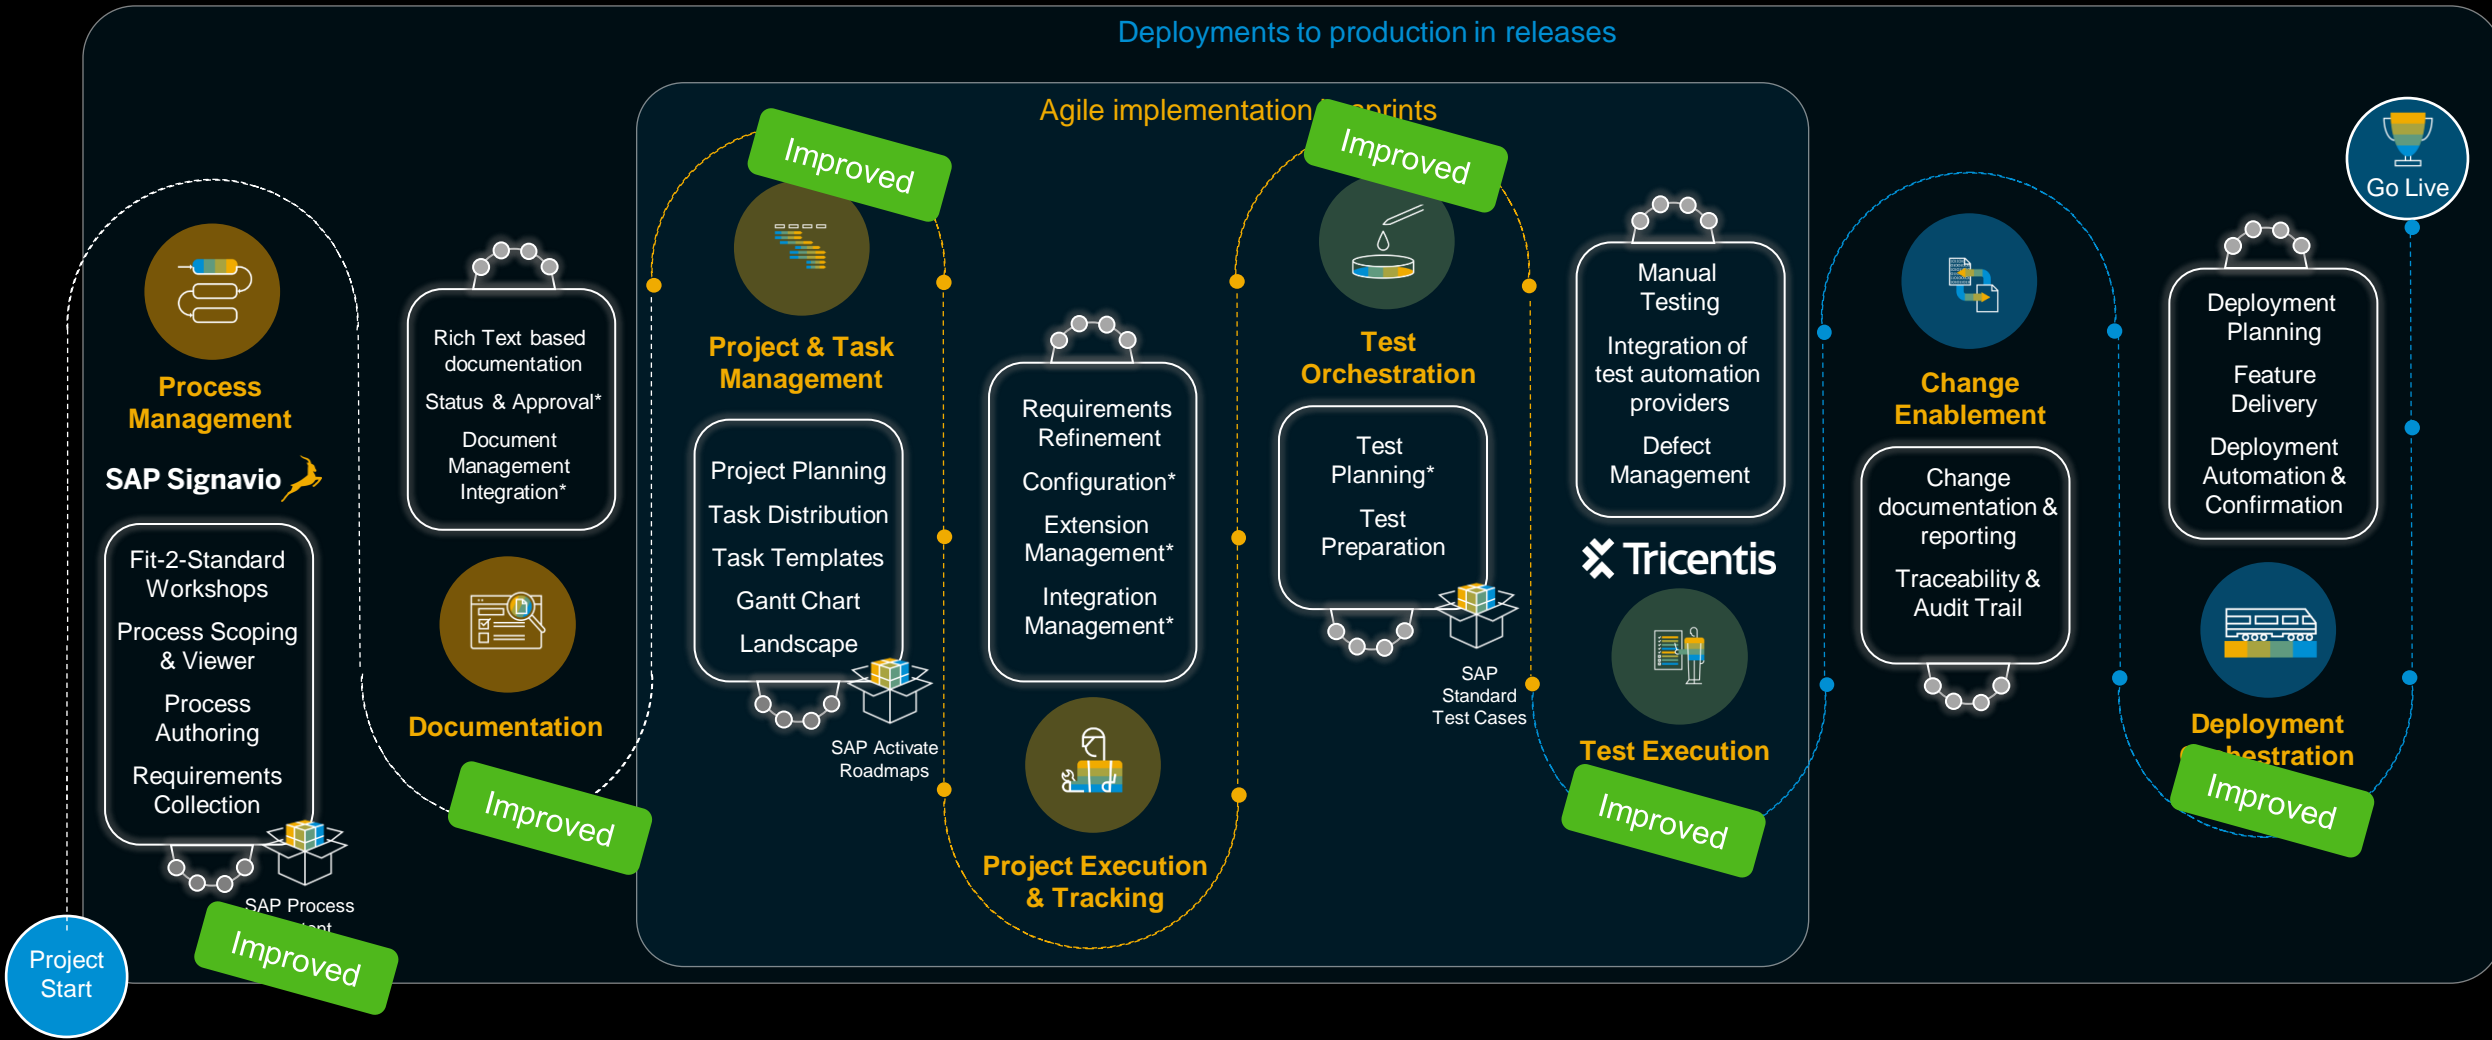 Deployments to production in releases
Agile implementation
prints
Improved
Improved
Go Live
Process
Management
SAP Signavio
Fit-2-Standard
Workshops
Process Scoping
& Viewer
Process
Authoring
Requirements
Collection
SAP Process
Improved
Project
Start
Rich Text based
documentation
Status & Approval*
Document
Management
Integration*
Documentation
Improved
Project & Task
Management
Project Planning
Task Distribution
Task Templates
Gantt Chart
Landscape
SAP Activate
Roadmaps
Requirements
Refinement
Configuration*
Extension
Management*
Integration
Management*
Project Execution
& Tracking
Test
Orchestration
Test
Planning*
Test
Preparation
SAP
Standard
Test Cases
Manual
Testing
Integration of
test automation
providers
Defect
Management
Tricentis
Test Execution
Improved
Change
Enablement
Change
documentation &
reporting
Traceability &
Audit Trail
Deployment
Planning
Feature
Delivery
Deployment
Automation &
Confirmation
Deployment
Improved